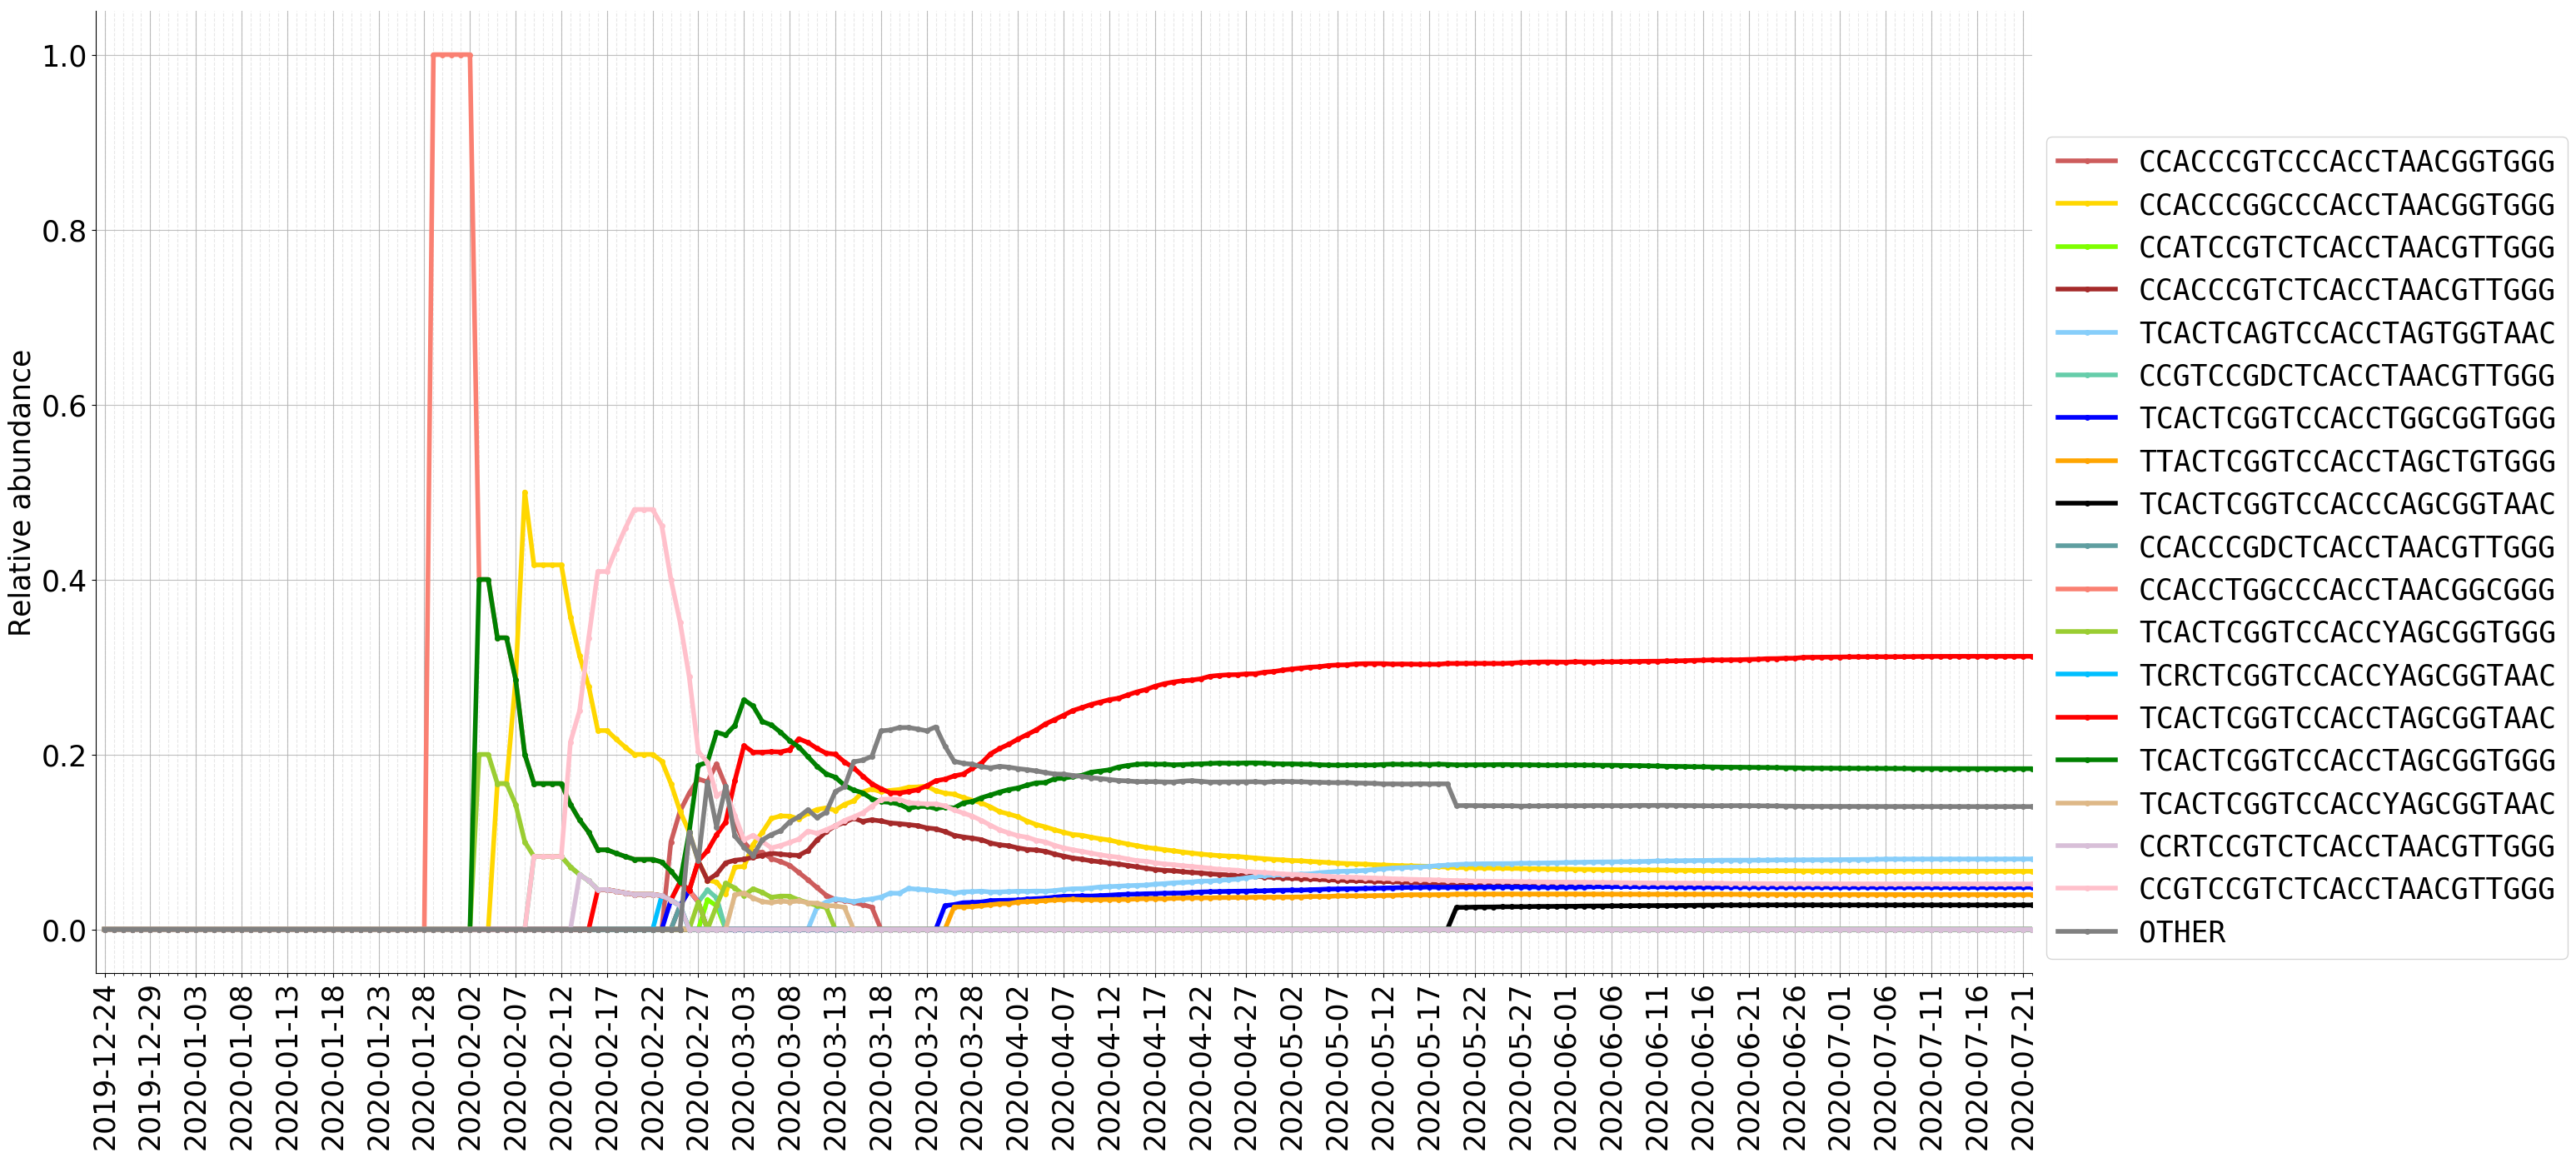 1.0
0.8
0.6
0.4
0.2
0.0
Relative abundance
2019-12-24
2019-12-29
2020-01-03
2020-01-08
2020-01-13
2020-01-18
2020-01-23
2020-01-28
2020-02-02
2020-02-07
2020-02-12
2020-02-17
2020-02-22
2020-02-27
2020-03-03
2020-03-08
2020-03-13
2020-03-18
2020-03-23
2020-03-28
2020-04-02
2020-04-07
2020-04-12
2020-04-17
2020-04-22
2020-04-27
2020-05-02
2020-05-07
2020-05-12
2020-05-17
2020-05-22
2020-05-27
2020-06-01
2020-06-06
2020-06-11
2020-06-16
2020-06-21
2020-06-26
2020-07-01
2020-07-06
2020-07-11
2020-07-16
2020-07-21
CCACCCGTCCCACCTAACGGTGGG
CCACCCGGCCCACCTAACGGTGGG
CCATCCGTCTCACCTAACGTTGGG
CCACCCGTCTCACCTAACGTTGGG
TCACTCAGTCCACCTAGTGGTAAC
CCGTCCGDCTCACCTAACGTTGGG
TCACTCGGTCCACCTGGCGGTGGG
TTACTCGGTCCACCTAGCTGTGGG
TCACTCGGTCCACCCAGCGGTAAC
CCACCCGDCTCACCTAACGTTGGG
CCACCTGGCCCACCTAACGGCGGG
TCACTCGGTCCACCYAGCGGTGGG
TCRCTCGGTCCACCYAGCGGTAAC
TCACTCGGTCCACCTAGCGGTAAC
TCACTCGGTCCACCTAGCGGTGGG
TCACTCGGTCCACCYAGCGGTAAC
CCRTCCGTCTCACCTAACGTTGGG
CCGTCCGTCTCACCTAACGTTGGG
OTHER